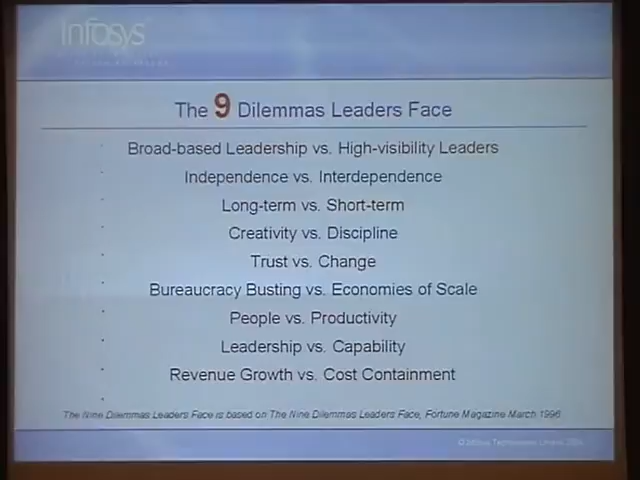 Infosys
The 9 Dilemmas Leaders Face
Broad-based Leadership vs. High-visibility Leaders
Independence vs. Interdependence
Long-term vs. Short-term
Creativity vs. Discipline
Trust vs. Change
Bureaucracy Busting vs. Economies of Scale
People vs. Productivity
Leadership vs. Capability
Revenue Growth vs. Cost Containment
The Nine Dilemmas Leaders Face is based on The Nine Dilemmas Leaders Face, Fortune Magazine March 1996
© Infosys Technologies Limited